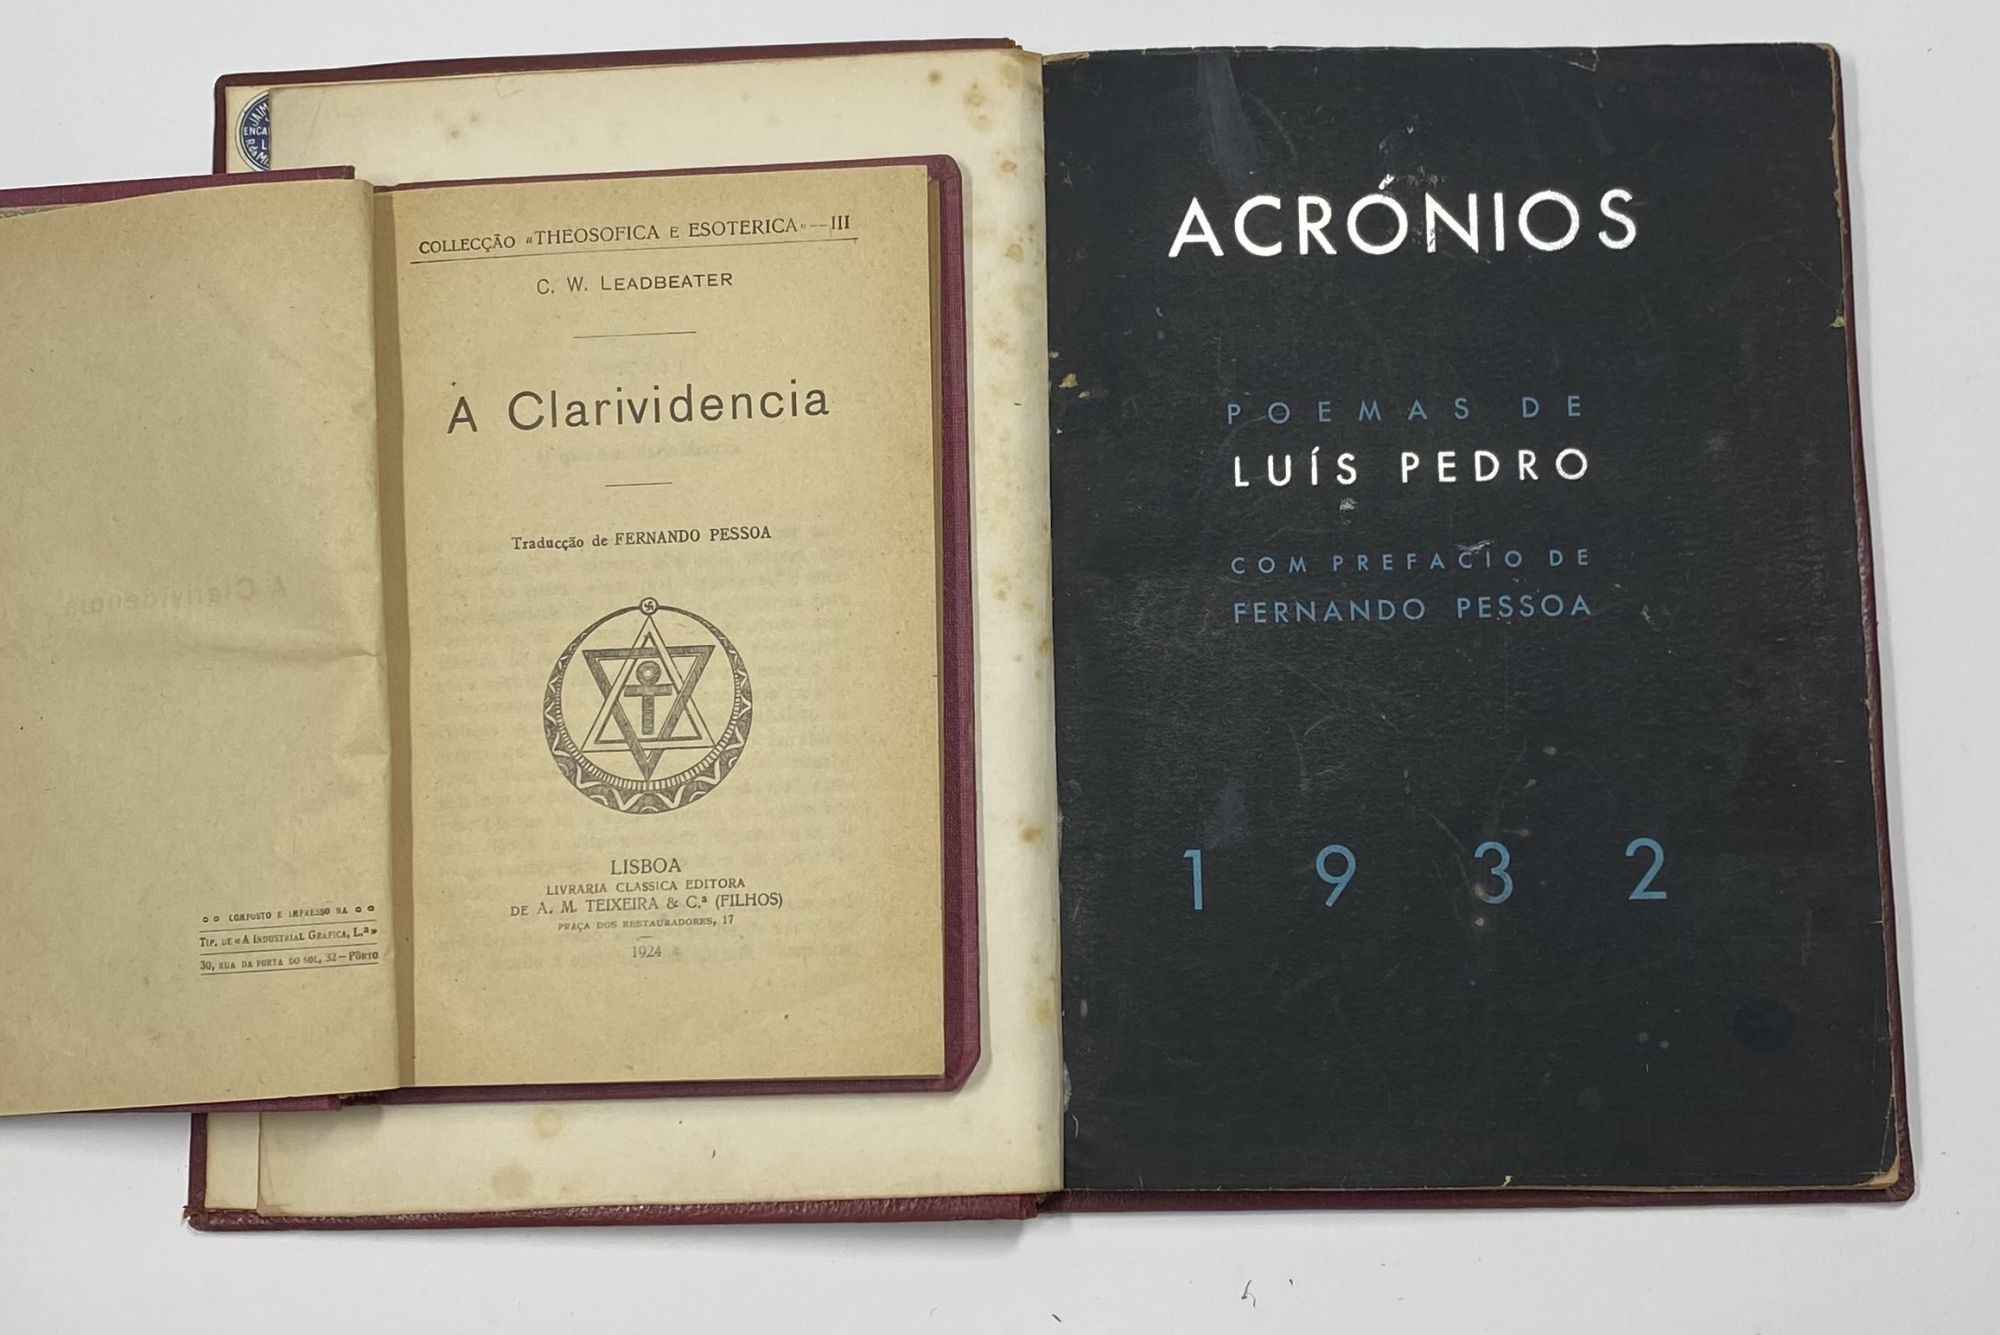 COLLECÇÃO «THEOSOFICA E ESOTERICA»—III
C. W. LEADBEATER
A Clarividencia
Traducção de FERNANDO PESSOA
LISBOA
LIVRARIA CLASSICA EDITORA
DE A. M. TEIXEIRA & C.ª (FILHOS)
PRAÇA DOS RESTAURADORES, 17
1924
COMPOSTO E IMPRESSO NA
TIP. DE «A INDUSTRIAL GRAFICA, L.ª»
30, RUA DA PORTA DO SOL, 32—PÔRTO
ACRÓNIOS
POEMAS DE
LUÍS PEDRO
COM PREFACIO DE
FERNANDO PESSOA
1932